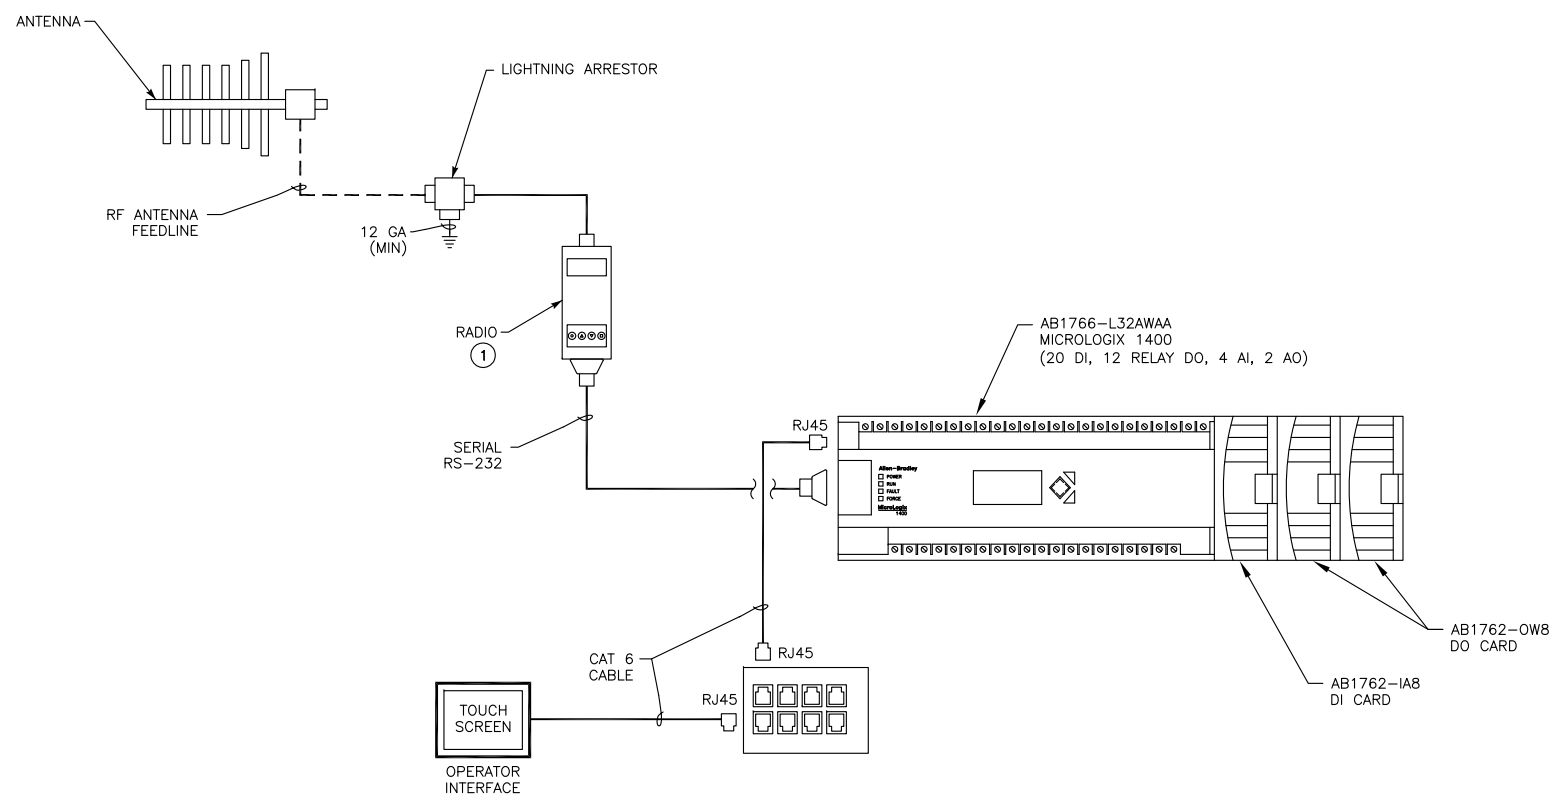 ANTENNA
LIGHTNING ARRESTOR
RF ANTENNA
FEEDLINE
12 GA
(MIN)
RADIO
1
SERIAL
RS-232
AB1766-L32AWAA
MICROLOGIX 1400
(20 DI, 12 RELAY DO, 4 AI, 2 AO)
RJ45
Allen-Bradley
POWER
RUN
FAULT
FORCE
MicroLogix
1400
AB1762-OW8
DO CARD
AB1762-IA8
DI CARD
CAT 6
CABLE
RJ45
RJ45
TOUCH
SCREEN
OPERATOR
INTERFACE